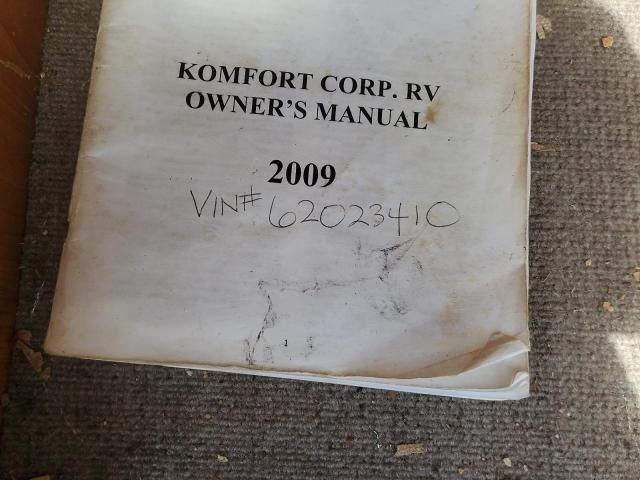 KOMFORT CORP. RV
OWNER'S MANUAL
2009
VIN# 62023410